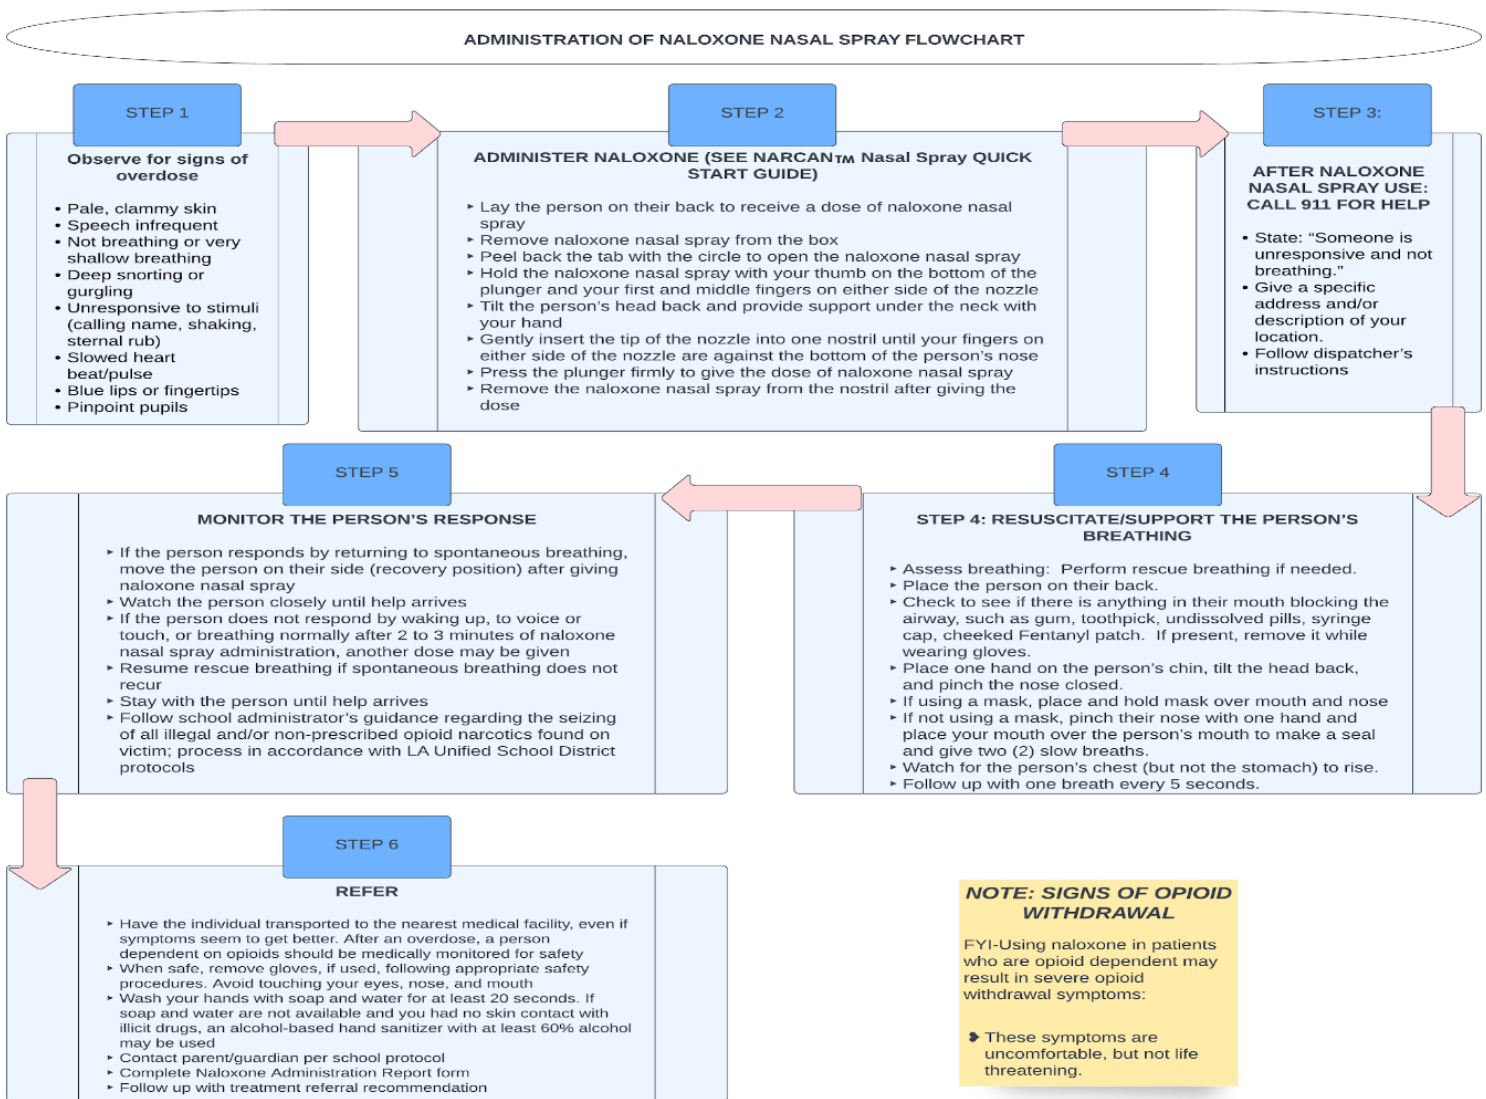 ADMINISTRATION OF NALOXONE NASAL SPRAY FLOWCHART
STEP 1
Observe for signs of
overdose
• Pale, clammy skin
• Speech infrequent
• Not breathing or very
shallow breathing
• Deep snorting or
gurgling
• Unresponsive to stimuli
(calling name, shaking,
sternal rub)
• Slowed heart
beat/pulse
• Blue lips or fingertips
• Pinpoint pupils
STEP 2
ADMINISTER NALOXONE (SEE NARCAN™ Nasal Spray QUICK
START GUIDE)
‣ Lay the person on their back to receive a dose of naloxone nasal
spray
‣ Remove naloxone nasal spray from the box
‣ Peel back the tab with the circle to open the naloxone nasal spray
‣ Hold the naloxone nasal spray with your thumb on the bottom of the
plunger and your first and middle fingers on either side of the nozzle
‣ Tilt the person's head back and provide support under the neck with
your hand
‣ Gently insert the tip of the nozzle into one nostril until your fingers on
either side of the nozzle are against the bottom of the person's nose
‣ Press the plunger firmly to give the dose of naloxone nasal spray
‣ Remove the naloxone nasal spray from the nostril after giving the
dose
STEP 3:
AFTER NALOXONE
NASAL SPRAY USE:
CALL 911 FOR HELP
• State: “Someone is
unresponsive and not
breathing.”
• Give a specific
address and/or
description of your
location.
• Follow dispatcher's
instructions
STEP 4
STEP 4: RESUSCITATE/SUPPORT THE PERSON'S
BREATHING
‣ Assess breathing:  Perform rescue breathing if needed.
‣ Place the person on their back.
‣ Check to see if there is anything in their mouth blocking the
airway, such as gum, toothpick, undissolved pills, syringe
cap, cheeked Fentanyl patch.  If present, remove it while
wearing gloves.
‣ Place one hand on the person's chin, tilt the head back,
and pinch the nose closed.
‣ If using a mask, place and hold mask over mouth and nose
‣ If not using a mask, pinch their nose with one hand and
place your mouth over the person's mouth to make a seal
and give two (2) slow breaths.
‣ Watch for the person's chest (but not the stomach) to rise.
‣ Follow up with one breath every 5 seconds.
STEP 5
MONITOR THE PERSON'S RESPONSE
‣ If the person responds by returning to spontaneous breathing,
move the person on their side (recovery position) after giving
naloxone nasal spray
‣ Watch the person closely until help arrives
‣ If the person does not respond by waking up, to voice or
touch, or breathing normally after 2 to 3 minutes of naloxone
nasal spray administration, another dose may be given
‣ Resume rescue breathing if spontaneous breathing does not
recur
‣ Stay with the person until help arrives
‣ Follow school administrator's guidance regarding the seizing
of all illegal and/or non-prescribed opioid narcotics found on
victim; process in accordance with LA Unified School District
protocols
STEP 6
REFER
‣ Have the individual transported to the nearest medical facility, even if
symptoms seem to get better. After an overdose, a person
dependent on opioids should be medically monitored for safety
‣ When safe, remove gloves, if used, following appropriate safety
procedures. Avoid touching your eyes, nose, and mouth
‣ Wash your hands with soap and water for at least 20 seconds. If
soap and water are not available and you had no skin contact with
illicit drugs, an alcohol-based hand sanitizer with at least 60% alcohol
may be used
‣ Contact parent/guardian per school protocol
‣ Complete Naloxone Administration Report form
‣ Follow up with treatment referral recommendation
NOTE: SIGNS OF OPIOID
WITHDRAWAL
FYI-Using naloxone in patients
who are opioid dependent may
result in severe opioid
withdrawal symptoms:
❥ These symptoms are
uncomfortable, but not life
threatening.